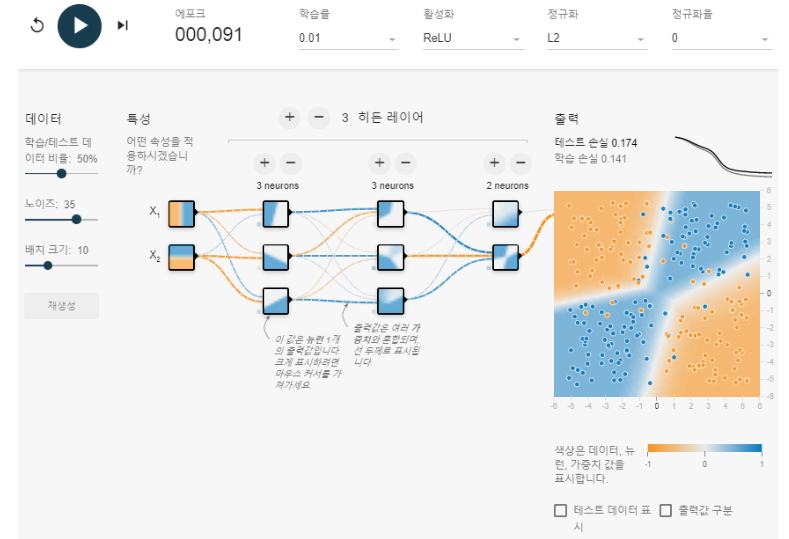 에포크
000,091
학습률
0.01
활성화
ReLU
정규화
L2
정규화율
0
데이터
학습/테스트 데
이터 비율: 50%
노이즈: 35
배치 크기: 10
재생성
특성
어떤 속성을 적
용하시겠습니
까?
X1
X2
+ − 3 히든 레이어
+ −
3 neurons
+ −
3 neurons
+ −
2 neurons
이 값은 뉴런 1개
의 출력값입니다.
크게 표시하려면
마우스 커서를 가
져가세요.
출력값은 여러 가
중치와 혼합되며,
선 두께로 표시됩
니다.
출력
테스트 손실 0.174
학습 손실 0.141
6
5
4
3
2
1
0
-1
-2
-3
-4
-5
-6
-6 -5 -4 -3 -2 -1 0 1 2 3 4 5 6
색상은 데이터, 뉴
런, 가중치 값을
표시합니다.
-1 0 1
테스트 데이터 표
시
출력값 구분